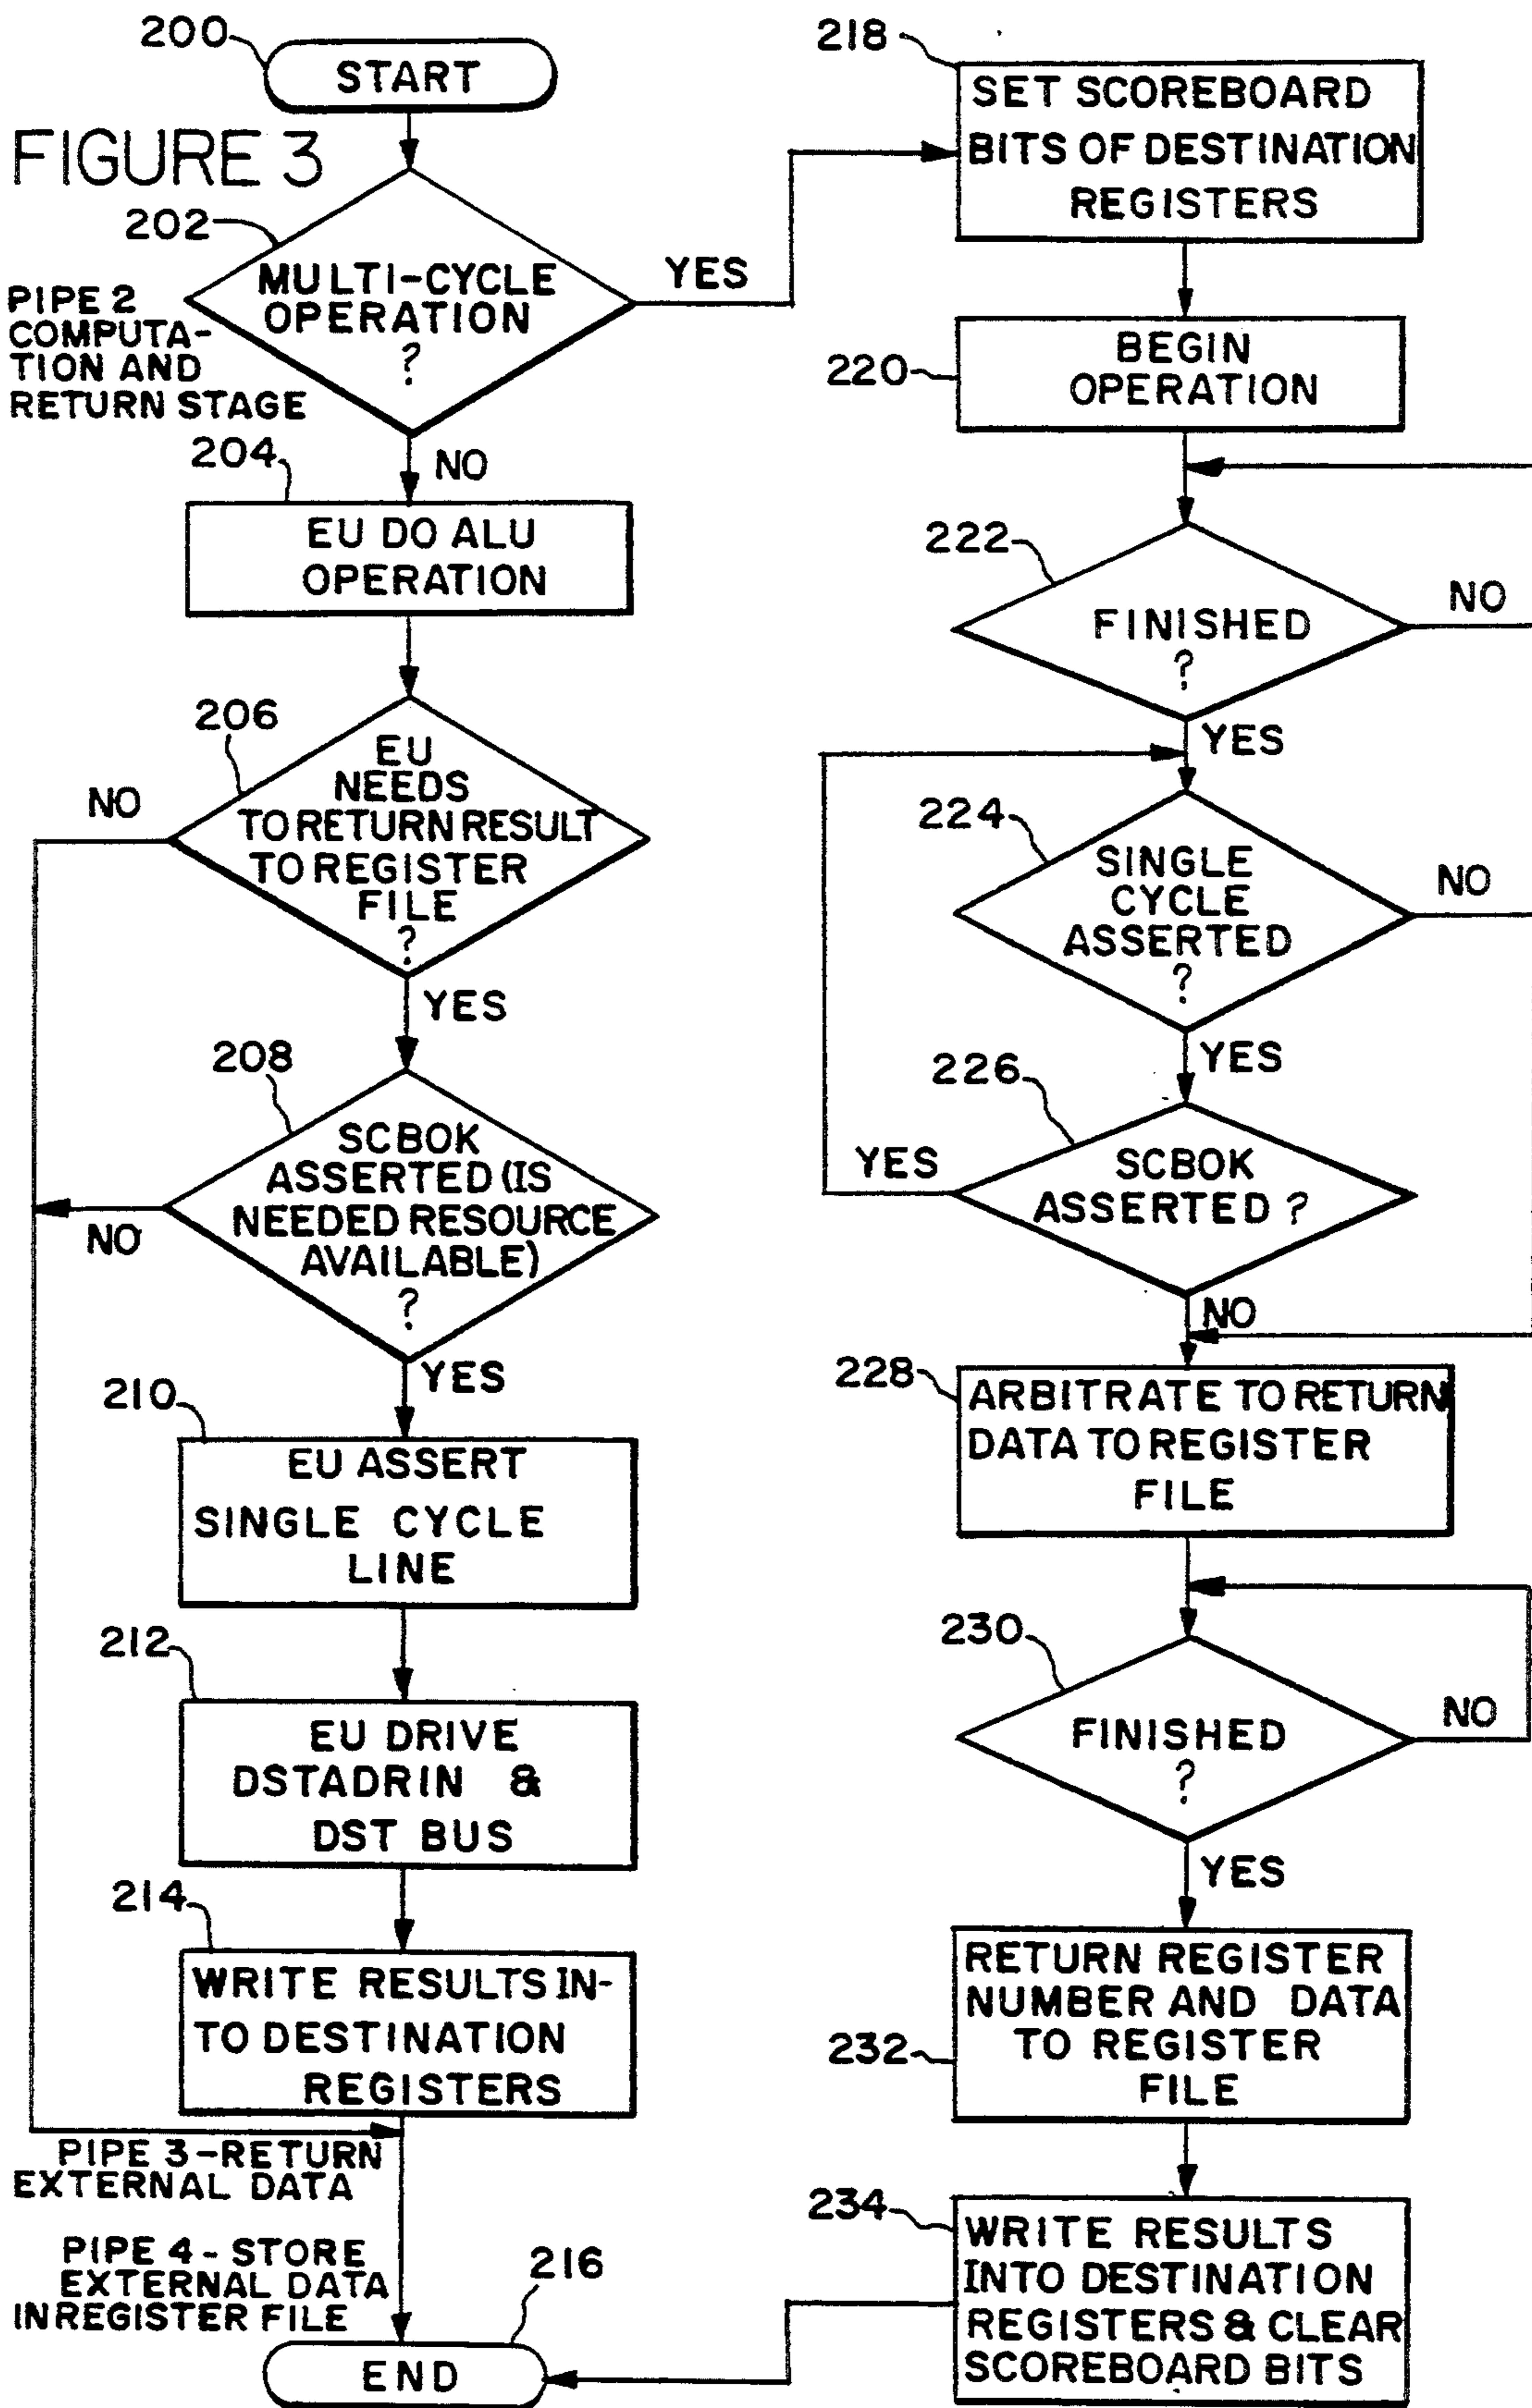 200
START
FIGURE 3
202
MULTI-CYCLE
OPERATION
?
YES
PIPE 2
COMPUTA-
TION AND
RETURN STAGE
NO
204
EU DO ALU
OPERATION
206
EU
NEEDS
TO RETURN RESULT
TO REGISTER
FILE
?
NO
YES
208
SCBOK
ASSERTED (IS
NEEDED RESOURCE
AVAILABLE)
?
NO
YES
210
EU ASSERT
SINGLE CYCLE
LINE
212
EU DRIVE
DSTADRIN &
DST BUS
214
WRITE RESULTS IN-
TO DESTINATION
REGISTERS
PIPE 3-RETURN
EXTERNAL DATA
PIPE 4 - STORE
EXTERNAL DATA
IN REGISTER FILE
216
END
218
SET SCOREBOARD
BITS OF DESTINATION
REGISTERS
220
BEGIN
OPERATION
222
FINISHED
?
NO
YES
224
SINGLE
CYCLE
ASSERTED
?
NO
YES
226
SCBOK
ASSERTED ?
YES
NO
228
ARBITRATE TO RETURN
DATA TO REGISTER
FILE
230
FINISHED
?
NO
YES
232
RETURN REGISTER
NUMBER AND DATA
TO REGISTER
FILE
234
WRITE RESULTS
INTO DESTINATION
REGISTERS & CLEAR
SCOREBOARD BITS